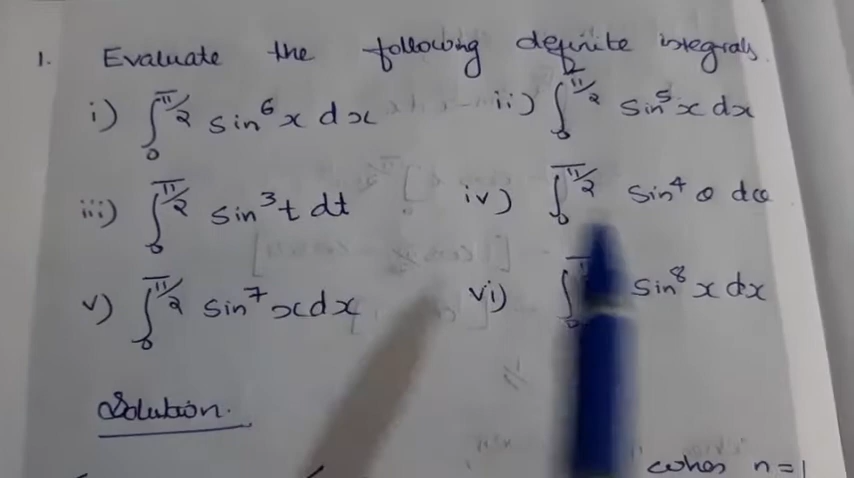 1. Evaluate the following definite integrals.
i) ∫₀^(π/2) sin⁶x dx ii) ∫₀^(π/2) sin⁵x dx
iii) ∫₀^(π/2) sin³t dt iv) ∫₀^(π/2) sin⁴θ dθ
v) ∫₀^(π/2) sin⁷x dx vi) ∫₀ sin⁸x dx
Solution.
when n=1